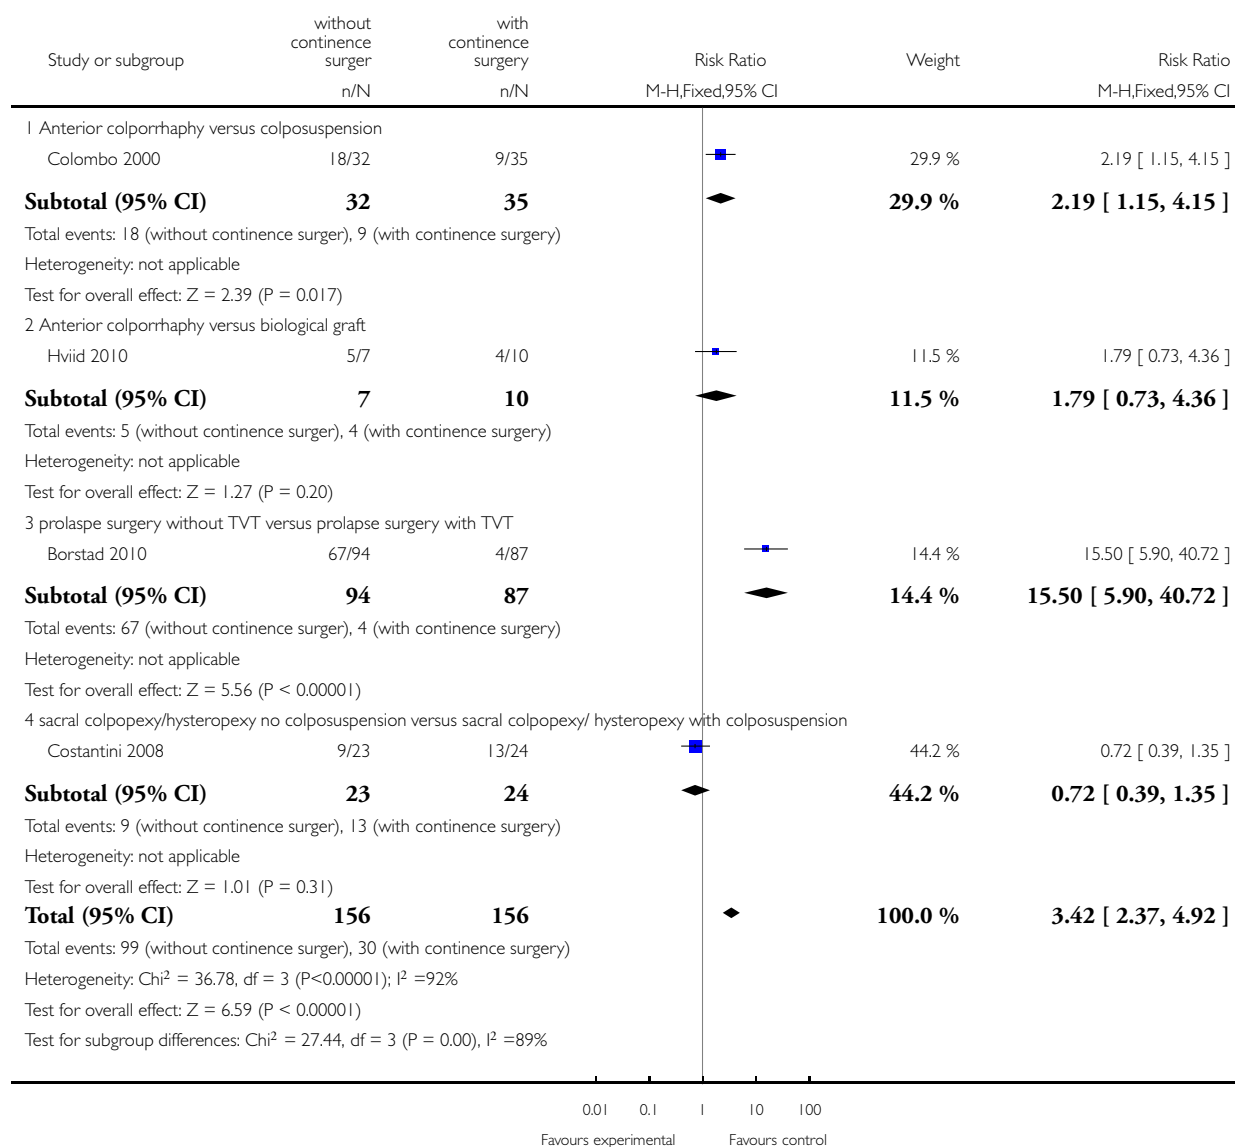 Study or subgroup without continence surger with continence surgery Risk Ratio Weight Risk Ratio
n/N n/N M-H,Fixed,95% CI M-H,Fixed,95% CI
1 Anterior colporrhaphy versus colposuspension
Colombo 2000 18/32 9/35 29.9 % 2.19 [ 1.15, 4.15 ]
Subtotal (95% CI) 32 35 29.9 % 2.19 [ 1.15, 4.15 ]
Total events: 18 (without continence surger), 9 (with continence surgery)
Heterogeneity: not applicable
Test for overall effect: Z = 2.39 (P = 0.017)
2 Anterior colporrhaphy versus biological graft
Hviid 2010 5/7 4/10 11.5 % 1.79 [ 0.73, 4.36 ]
Subtotal (95% CI) 7 10 11.5 % 1.79 [ 0.73, 4.36 ]
Total events: 5 (without continence surger), 4 (with continence surgery)
Heterogeneity: not applicable
Test for overall effect: Z = 1.27 (P = 0.20)
3 prolaspe surgery without TVT versus prolapse surgery with TVT
Borstad 2010 67/94 4/87 14.4 % 15.50 [ 5.90, 40.72 ]
Subtotal (95% CI) 94 87 14.4 % 15.50 [ 5.90, 40.72 ]
Total events: 67 (without continence surger), 4 (with continence surgery)
Heterogeneity: not applicable
Test for overall effect: Z = 5.56 (P < 0.00001)
4 sacral colpopexy/hysteropexy no colposuspension versus sacral colpopexy/ hysteropexy with colposuspension
Costantini 2008 9/23 13/24 44.2 % 0.72 [ 0.39, 1.35 ]
Subtotal (95% CI) 23 24 44.2 % 0.72 [ 0.39, 1.35 ]
Total events: 9 (without continence surger), 13 (with continence surgery)
Heterogeneity: not applicable
Test for overall effect: Z = 1.01 (P = 0.31)
Total (95% CI) 156 156 100.0 % 3.42 [ 2.37, 4.92 ]
Total events: 99 (without continence surger), 30 (with continence surgery)
Heterogeneity: Chi² = 36.78, df = 3 (P<0.00001); I² =92%
Test for overall effect: Z = 6.59 (P < 0.00001)
Test for subgroup differences: Chi² = 27.44, df = 3 (P = 0.00), I² =89%
0.01 0.1 1 10 100
Favours experimental Favours control